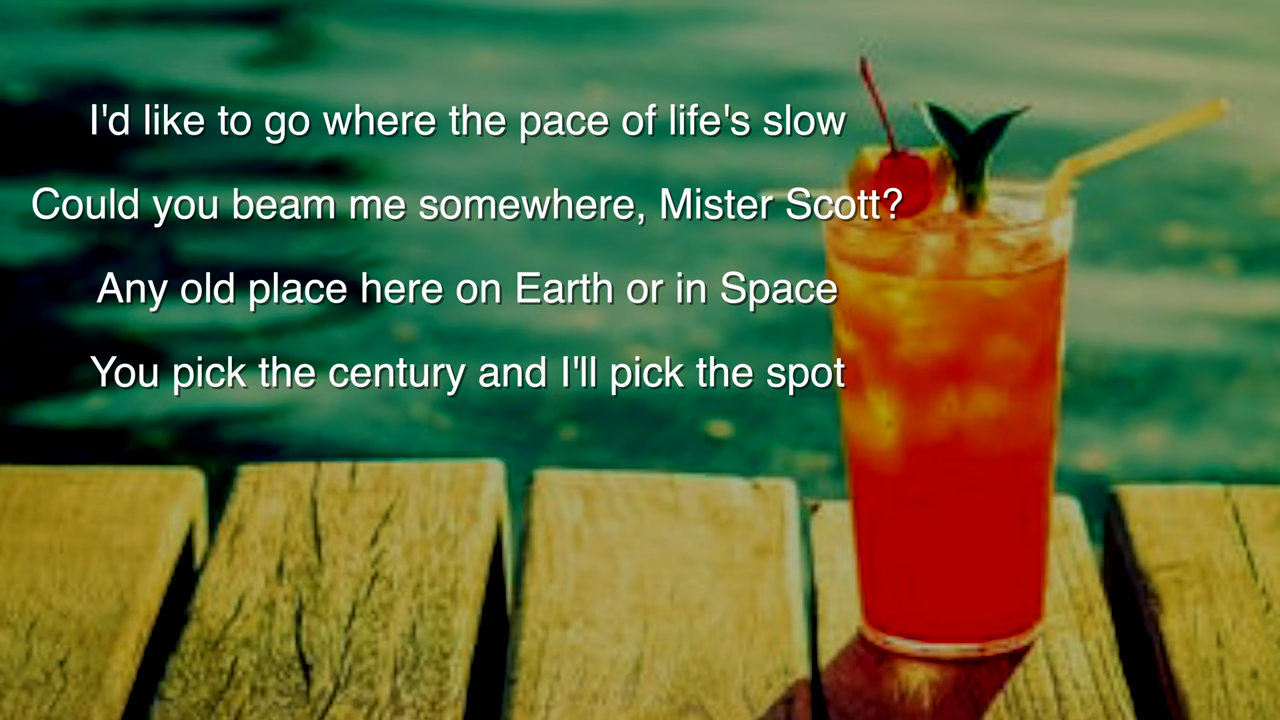 I'd like to go where the pace of life's slow
Could you beam me somewhere, Mister Scott?
Any old place here on Earth or in Space
You pick the century and I'll pick the spot